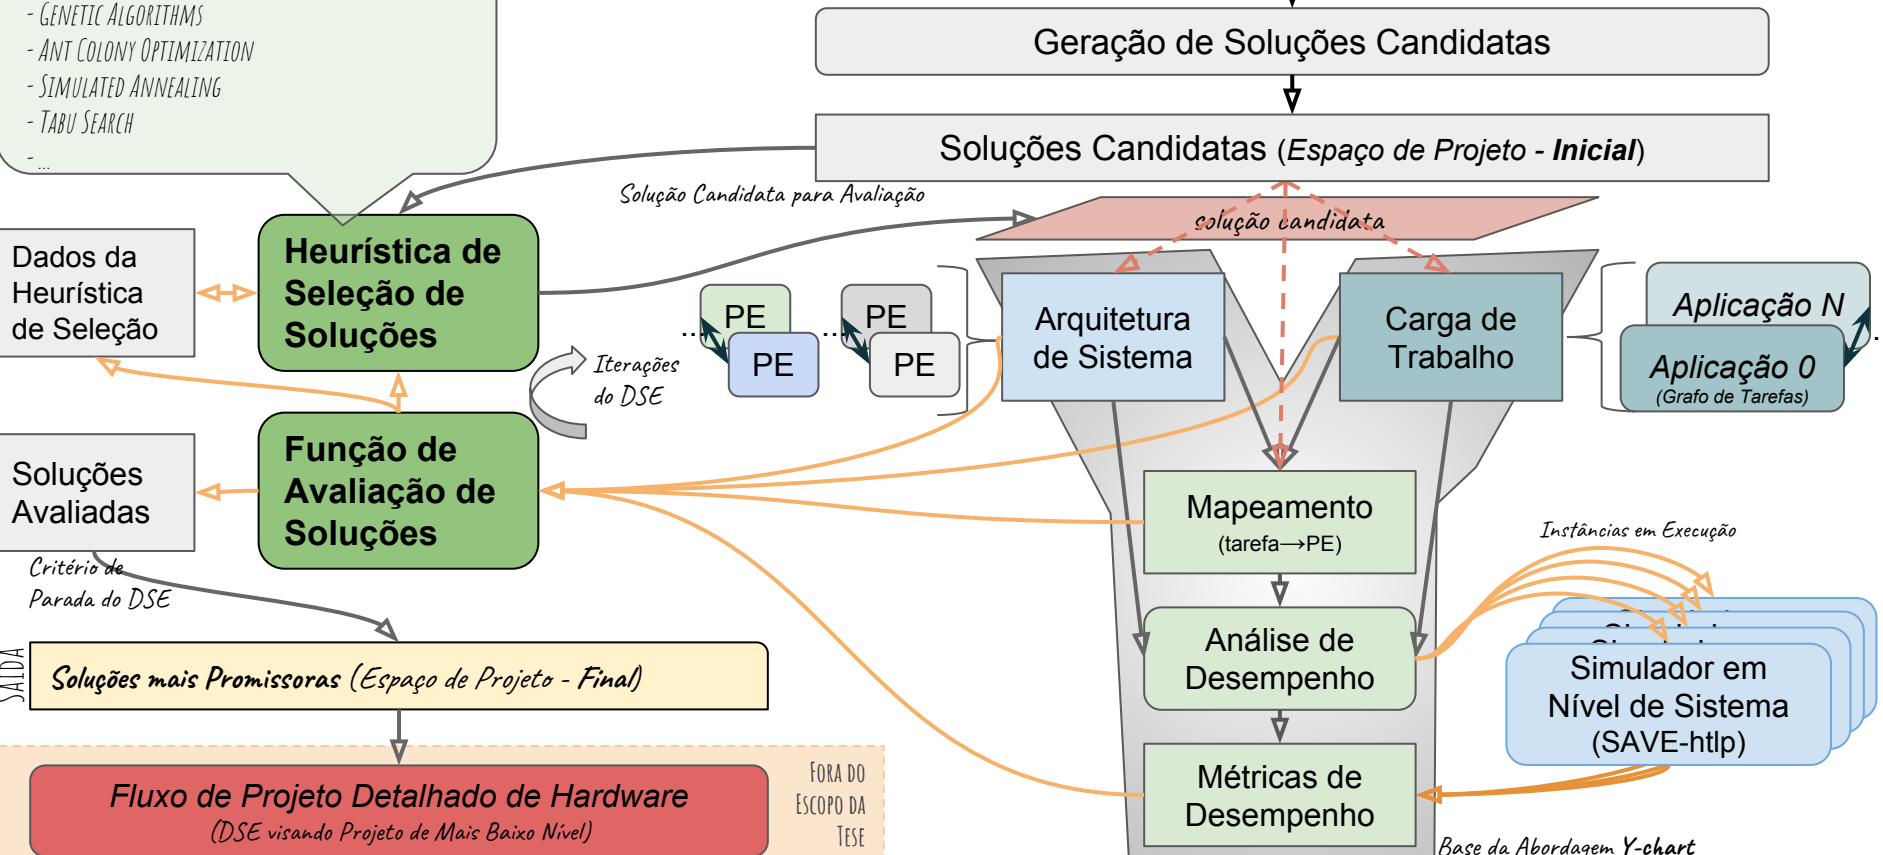 - Genetic Algorithms
- Ant Colony Optimization
- Simulated Annealing
- Tabu Search
- ...
Geração de Soluções Candidatas
Soluções Candidatas (Espaço de Projeto - Inicial)
Solução Candidata para Avaliação
solução candidata
Dados da
Heurística
de Seleção
Heurística de
Seleção de
Soluções
Iterações
do DSE
... PE
PE
... PE
PE
Arquitetura
de Sistema
Carga de
Trabalho
Aplicação N
Aplicação 0
(Grafo de Tarefas)
Soluções
Avaliadas
Função de
Avaliação de
Soluções
Mapeamento
(tarefa→PE)
Critério de
Parada do DSE
Instâncias em Execução
Análise de
Desempenho
Simulador em
Nível de Sistema
(SAVE-htlp)
SAÍDA
Soluções mais Promissoras (Espaço de Projeto - Final)
Métricas de
Desempenho
Fluxo de Projeto Detalhado de Hardware
(DSE visando Projeto de Mais Baixo Nível)
Fora do
Escopo da
Tese
Base da Abordagem Y-chart